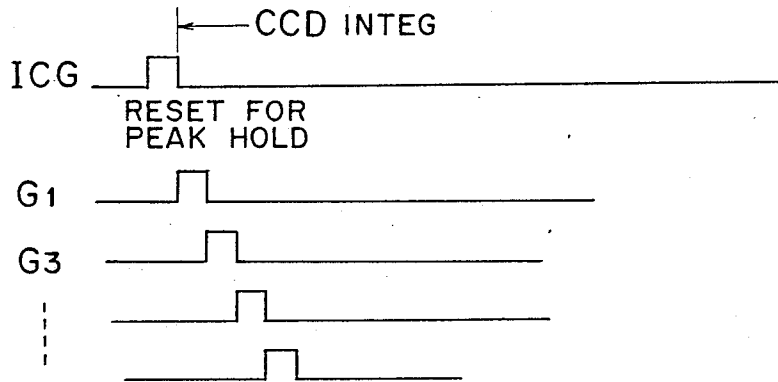 CCD INTEG
ICG
RESET FOR
PEAK HOLD
G1
G3